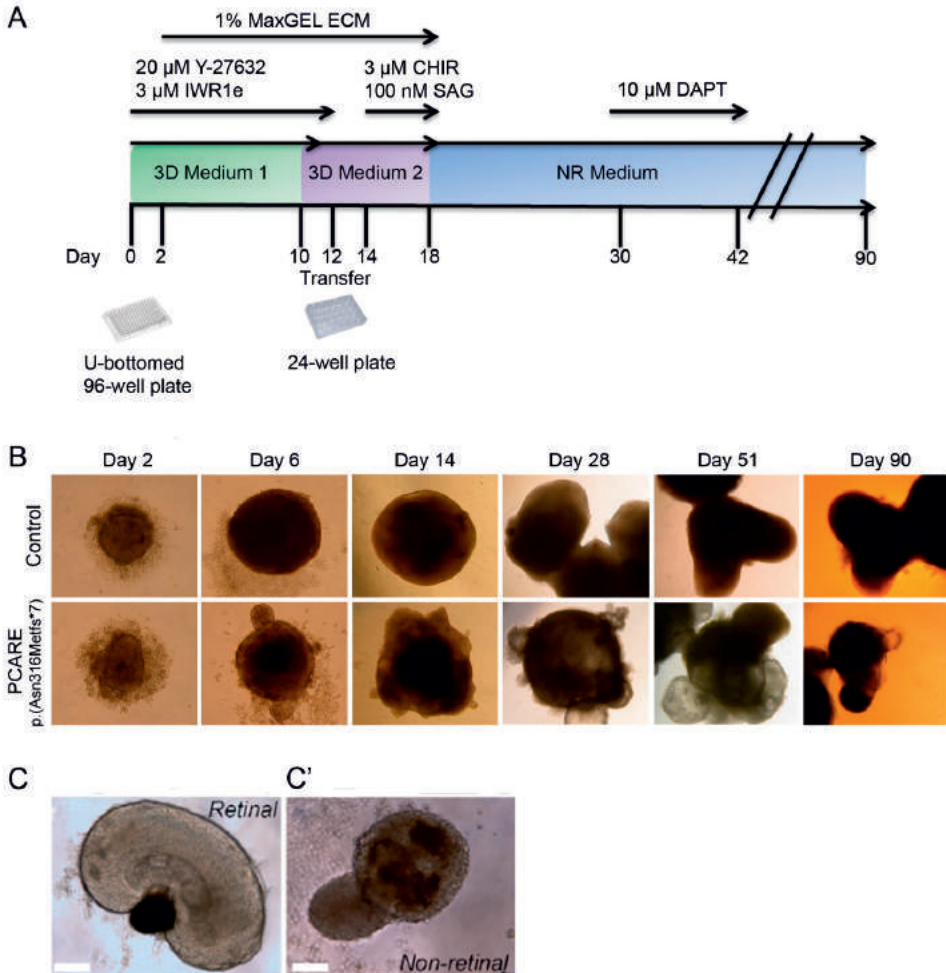 A
1% MaxGEL ECM
20 µM Y-27632
3 µM IWR1e
3 µM CHIR
100 nM SAG
10 µM DAPT
3D Medium 1
3D Medium 2
NR Medium
Day
0
2
10
12
14
18
30
42
90
Transfer
U-bottomed
96-well plate
24-well plate
B
Day 2
Day 6
Day 14
Day 28
Day 51
Day 90
Control
PCARE
p.(Asn316Metfs*7)
C
Retinal
C'
Non-retinal